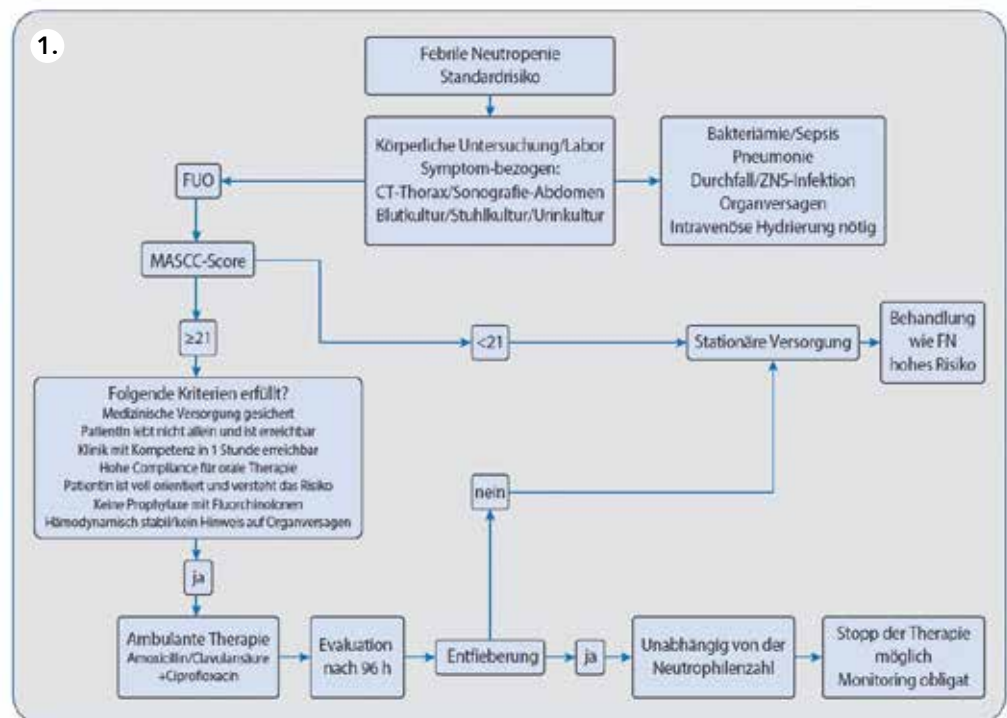 1.
Febrile Neutropenie
Standardrisiko
Körperliche Untersuchung/Labor
Symptom-bezogen:
CT-Thorax/Sonografie-Abdomen
Blutkultur/Stuhlkultur/Urinkultur
Bakteriämie/Sepsis
Pneumonie
Durchfall/ZNS-Infektion
Organversagen
Intravenöse Hydrierung nötig
FUO
MASCC-Score
≥21
<21
Stationäre Versorgung
Behandlung
wie FN
hohes Risiko
Folgende Kriterien erfüllt?
Medizinische Versorgung gesichert
PatientIn lebt nicht allein und ist erreichbar
Klinik mit Kompetenz in 1 Stunde erreichbar
Hohe Compliance für orale Therapie
PatientIn ist voll orientiert und versteht das Risiko
Keine Prophylaxe mit Fluorchinolonen
Hämodynamisch stabil/kein Hinweis auf Organversagen
nein
ja
Ambulante Therapie
Amoxicillin/Clavulansäure
+Ciprofloxacin
Evaluation
nach 96 h
Entfieberung
ja
Unabhängig von der
Neutrophilenzahl
Stopp der Therapie
möglich
Monitoring obligat